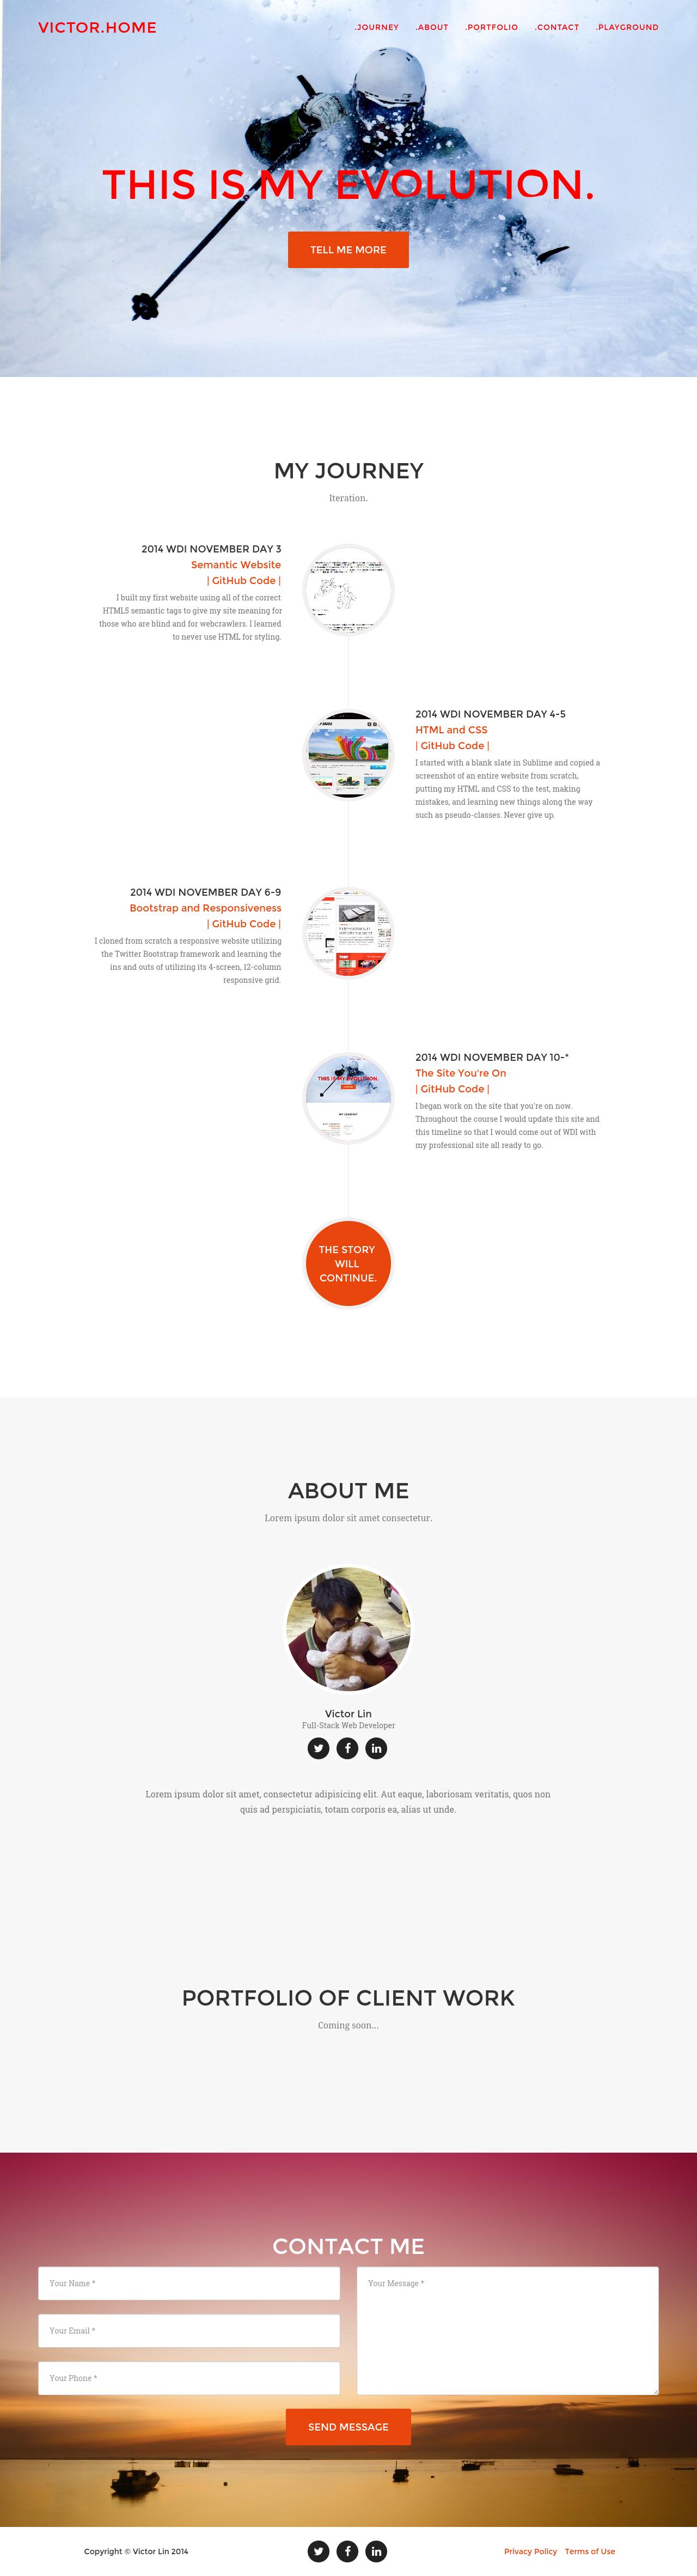 VICTOR.HOME
.JOURNEY .ABOUT .PORTFOLIO .CONTACT .PLAYGROUND
THIS IS MY EVOLUTION.
TELL ME MORE
MY JOURNEY
Iteration.
2014 WDI NOVEMBER DAY 3
Semantic Website
| GitHub Code |
I built my first website using all of the correct
HTML5 semantic tags to give my site meaning for
those who are blind and for webcrawlers. I learned
to never use HTML for styling.
2014 WDI NOVEMBER DAY 4-5
HTML and CSS
| GitHub Code |
I started with a blank slate in Sublime and copied a
screenshot of an entire website from scratch,
putting my HTML and CSS to the test, making
mistakes, and learning new things along the way
such as pseudo-classes. Never give up.
2014 WDI NOVEMBER DAY 6-9
Bootstrap and Responsiveness
| GitHub Code |
I cloned from scratch a responsive website utilizing
the Twitter Bootstrap framework and learning the
ins and outs of utilizing its 4-screen, 12-column
responsive grid.
2014 WDI NOVEMBER DAY 10-*
The Site You're On
| GitHub Code |
I began work on the site that you're on now.
Throughout the course I would update this site and
this timeline so that I would come out of WDI with
my professional site all ready to go.
THIS IS MY EVOLUTION.
MY JOURNEY
THE STORY
WILL
CONTINUE.
ABOUT ME
Lorem ipsum dolor sit amet consectetur.
Victor Lin
Full-Stack Web Developer
Lorem ipsum dolor sit amet, consectetur adipisicing elit. Aut eaque, laboriosam veritatis, quos non
quis ad perspiciatis, totam corporis ea, alias ut unde.
PORTFOLIO OF CLIENT WORK
Coming soon...
CONTACT ME
Your Name *
Your Message *
Your Email *
Your Phone *
SEND MESSAGE
Copyright © Victor Lin 2014
Privacy Policy Terms of Use